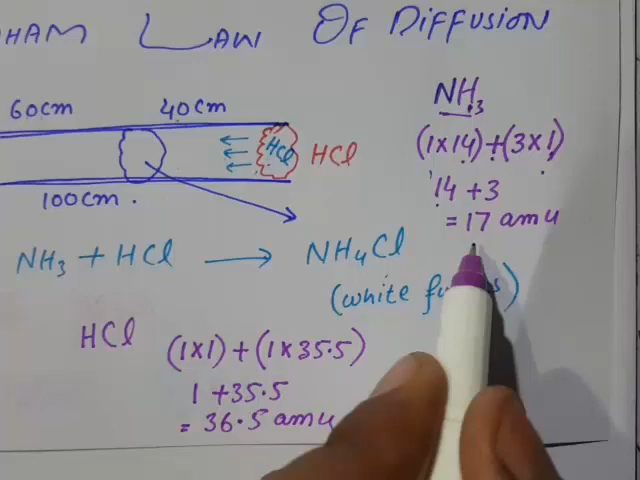 HAM LAW OF DIFFUSION
60cm 40cm
HCl HCl
100cm.
NH₃ + HCl → NH₄Cl
(white fu s)
NH₃
(1x14)+(3x1)
14 +3
=17 amu
HCl (1x1)+(1x35.5)
1 +35.5
= 36.5 amu